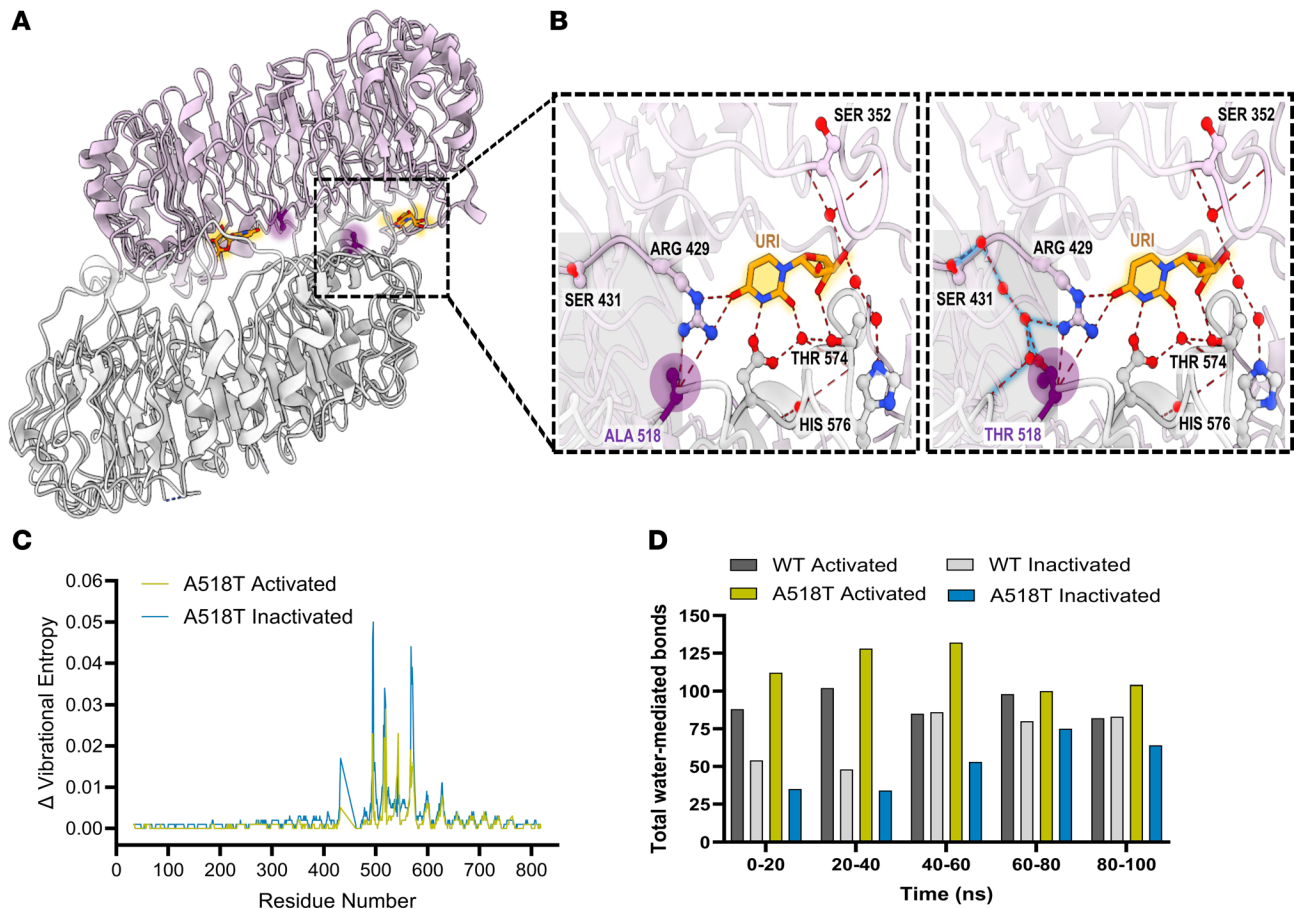 A
B
SER 352
ARG 429
URI
SER 431
THR 574
HIS 576
ALA 518
SER 352
ARG 429
URI
SER 431
THR 574
HIS 576
THR 518
C
A518T Activated
A518T Inactivated
Δ Vibrational Entropy
0.06
0.05
0.04
0.03
0.02
0.01
0.00
0 100 200 300 400 500 600 700 800
Residue Number
D
WT Activated
WT Inactivated
A518T Activated
A518T Inactivated
Total water-mediated bonds
150
125
100
75
50
25
0
0-20 20-40 40-60 60-80 80-100
Time (ns)